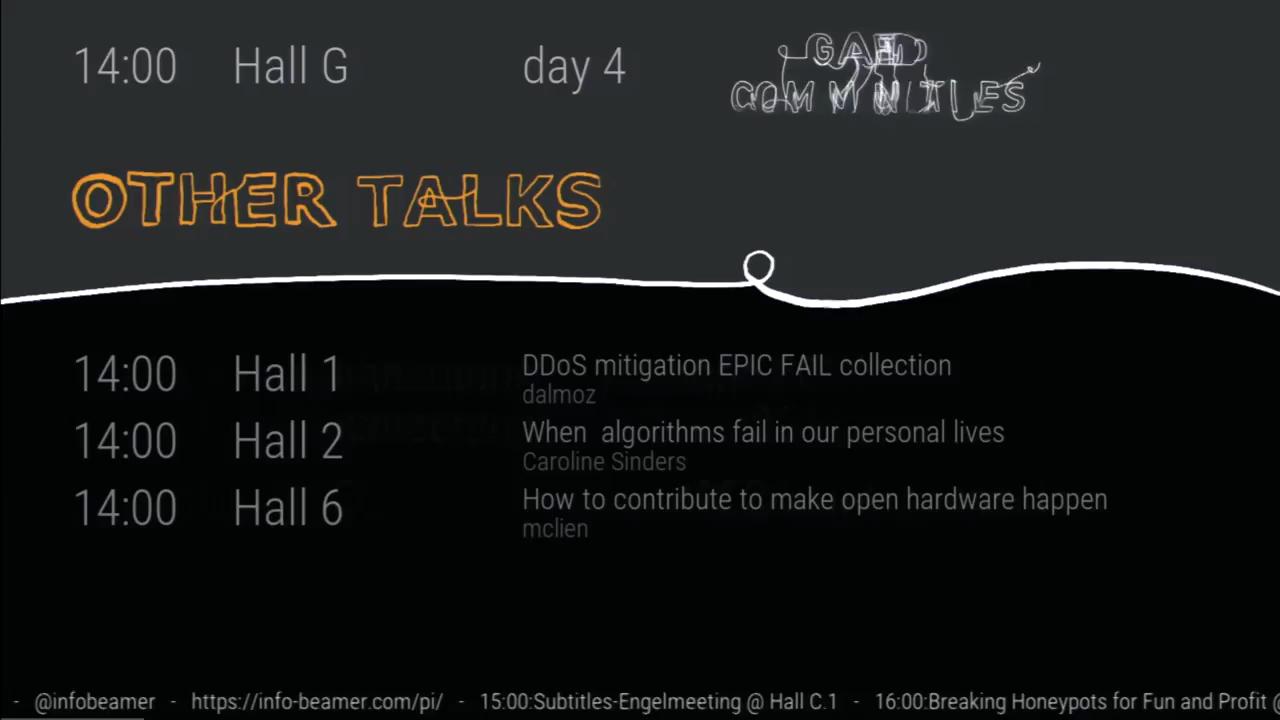 14:00 Hall G day 4
OTHER TALKS
14:00 Hall 1 DDoS mitigation EPIC FAIL collection
dalmoz
14:00 Hall 2 When algorithms fail in our personal lives
Caroline Sinders
14:00 Hall 6 How to contribute to make open hardware happen
mclien
- @infobeamer - https://info-beamer.com/pi/ - 15:00:Subtitles-Engelmeeting @ Hall C.1 - 16:00:Breaking Honeypots for Fun and Profit @